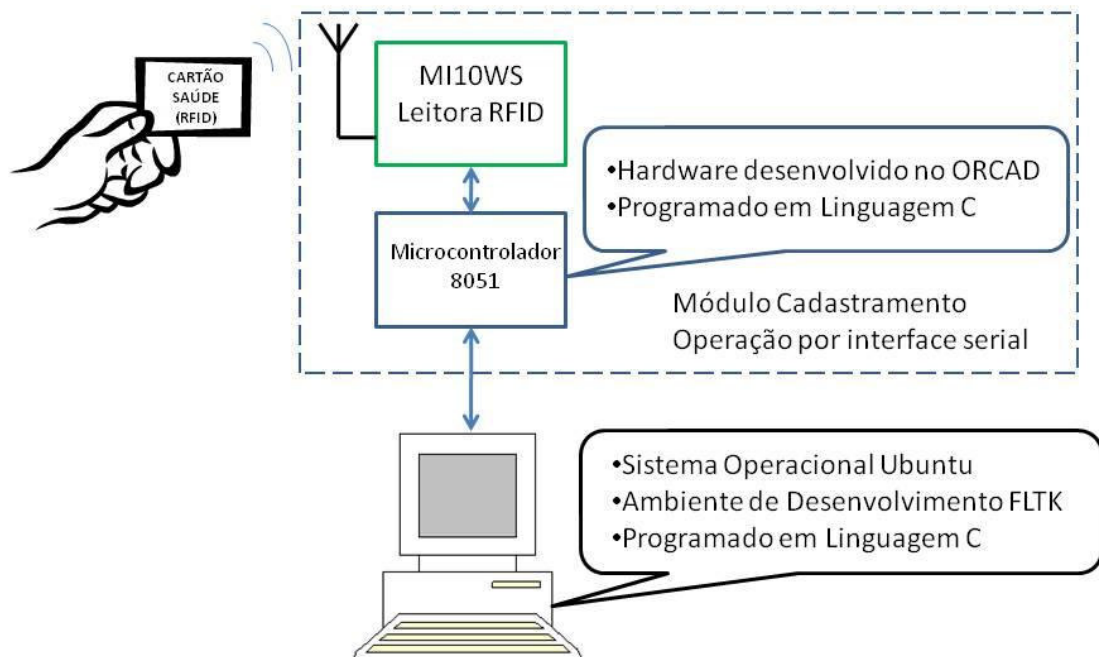 CARTÃO
SAÚDE
(RFID)
MI10WS
Leitora RFID
•Hardware desenvolvido no ORCAD
•Programado em Linguagem C
Microcontrolador
8051
Módulo Cadastramento
Operação por interface serial
•Sistema Operacional Ubuntu
•Ambiente de Desenvolvimento FLTK
•Programado em Linguagem C